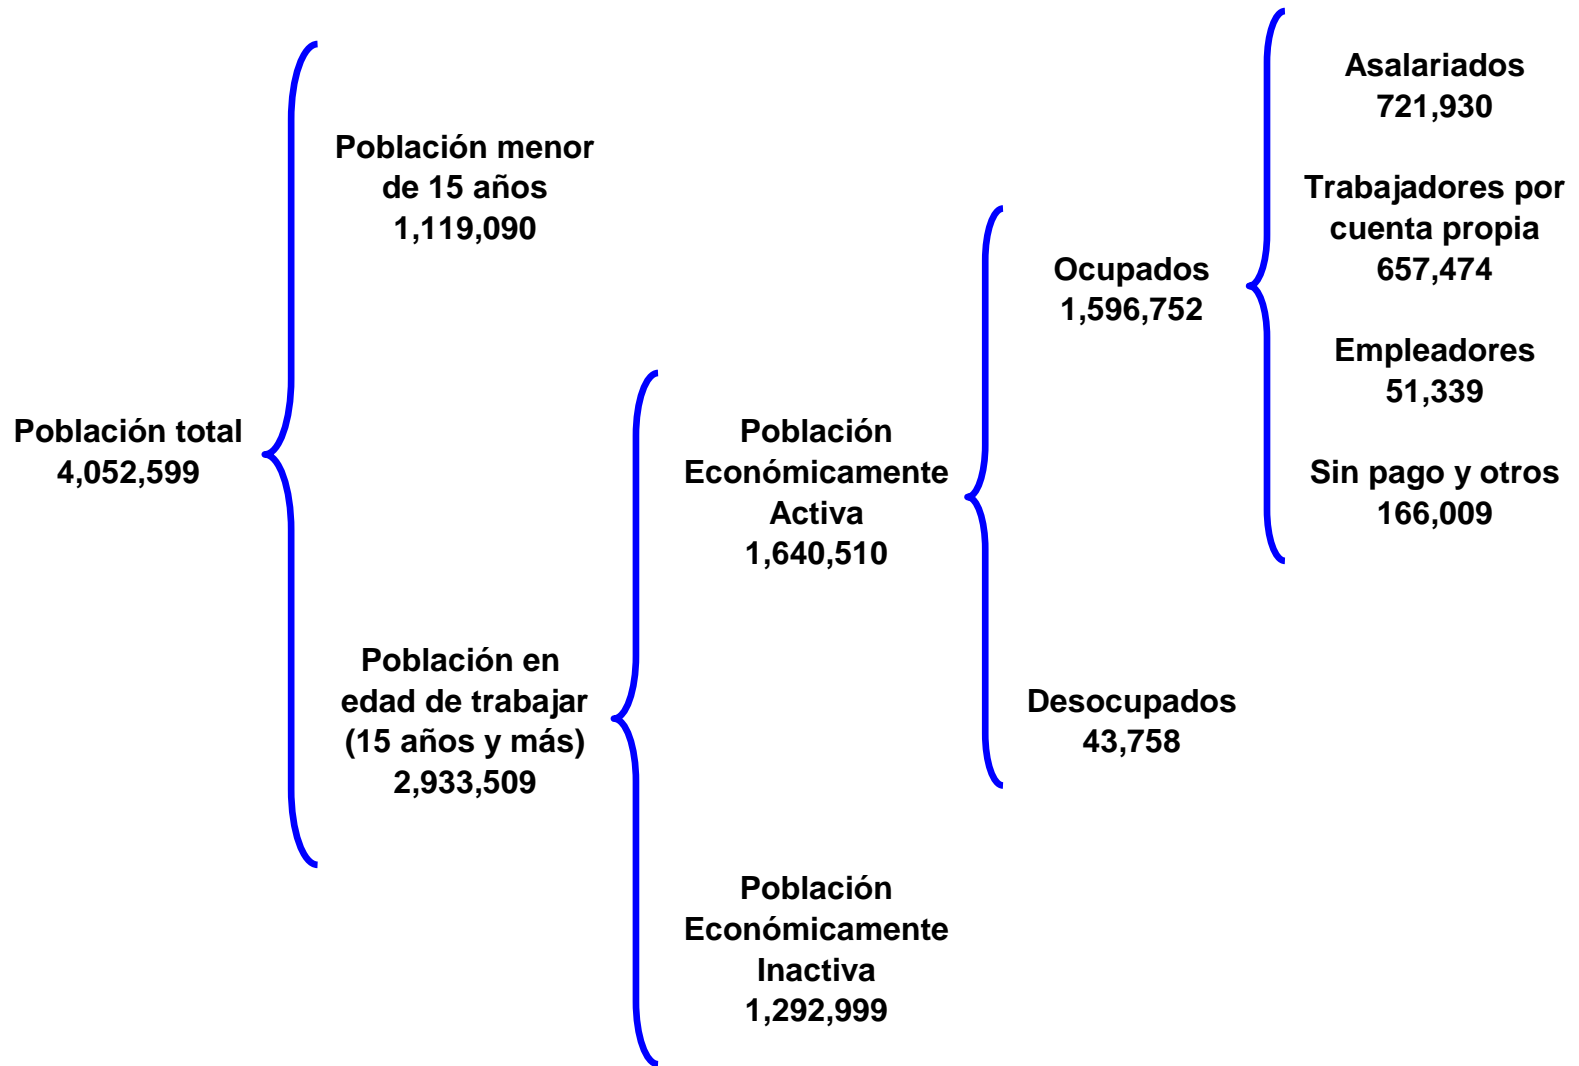 Población total
4,052,599
Población menor
de 15 años
1,119,090
Población en
edad de trabajar
(15 años y más)
2,933,509
Población
Económicamente
Activa
1,640,510
Población
Económicamente
Inactiva
1,292,999
Ocupados
1,596,752
Desocupados
43,758
Asalariados
721,930
Trabajadores por
cuenta propia
657,474
Empleadores
51,339
Sin pago y otros
166,009